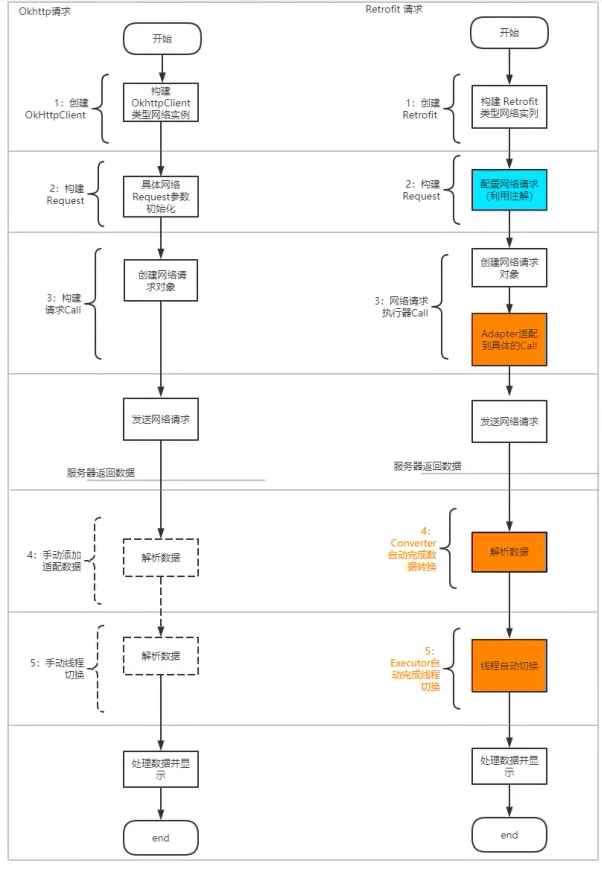 Okhttp请求
开始
1：创建
OkHttpClient
构建
OkhttpClient
类型网络实例
2：构建
Request
具体网络
Request参数
初始化
3：构建
请求Call
创建网络请
求对象
发送网络请求
服务器返回数据
4：手动添加
适配数据
解析数据
5：手动线程
切换
解析数据
处理数据并显
示
end
Retrofit 请求
开始
1：创建
Retrofit
构建 Retrofit
类型网络实列
2：构建
Request
配置网络请求
(利用注解)
3：网络请求
执行器Call
创建网络请求
对象
Adapter适配
到具体的Call
发送网络请求
服务器返回数据
4：
Converter
自动完成数
据转换
解析数据
5：
Executor自
动完成线程
切换
线程自动切换
处理数据并显
示
end